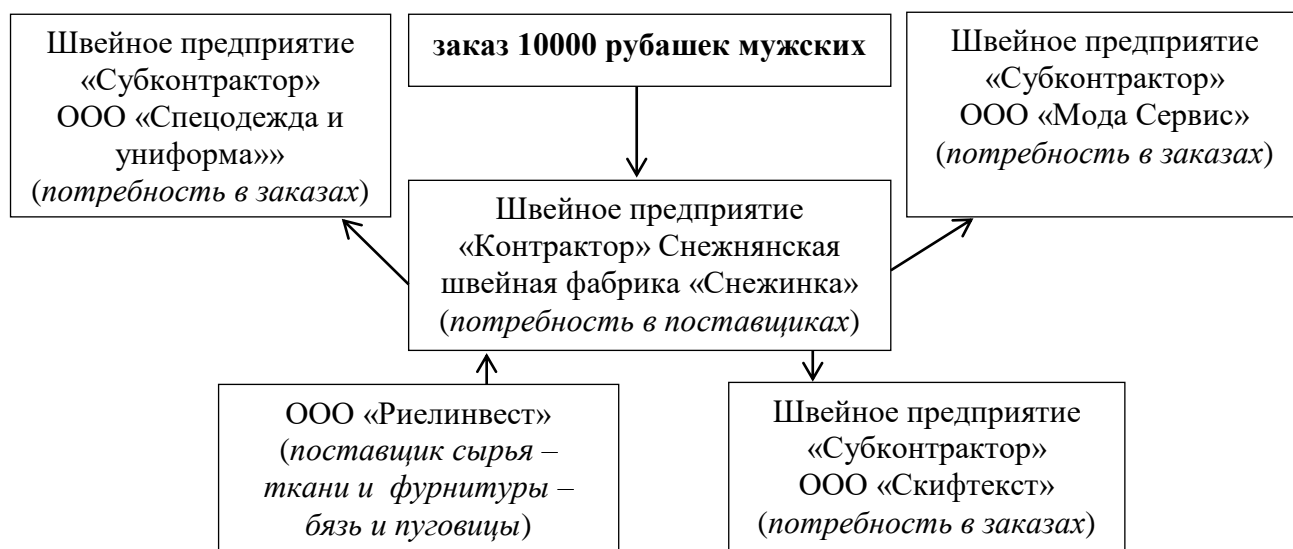 Швейное предприятие
«Субконтрактор»
ООО «Спецодежда и
униформа»»
(потребность в заказах)
заказ 10000 рубашек мужских
Швейное предприятие
«Субконтрактор»
ООО «Мода Сервис»
(потребность в заказах)
Швейное предприятие
«Контрактор» Снежнянская
швейная фабрика «Снежинка»
(потребность в поставщиках)
ООО «Риелинвест»
(поставщик сырья –
ткани и фурнитуры –
бязь и пуговицы)
Швейное предприятие
«Субконтрактор»
ООО «Скифтекст»
(потребность в заказах)